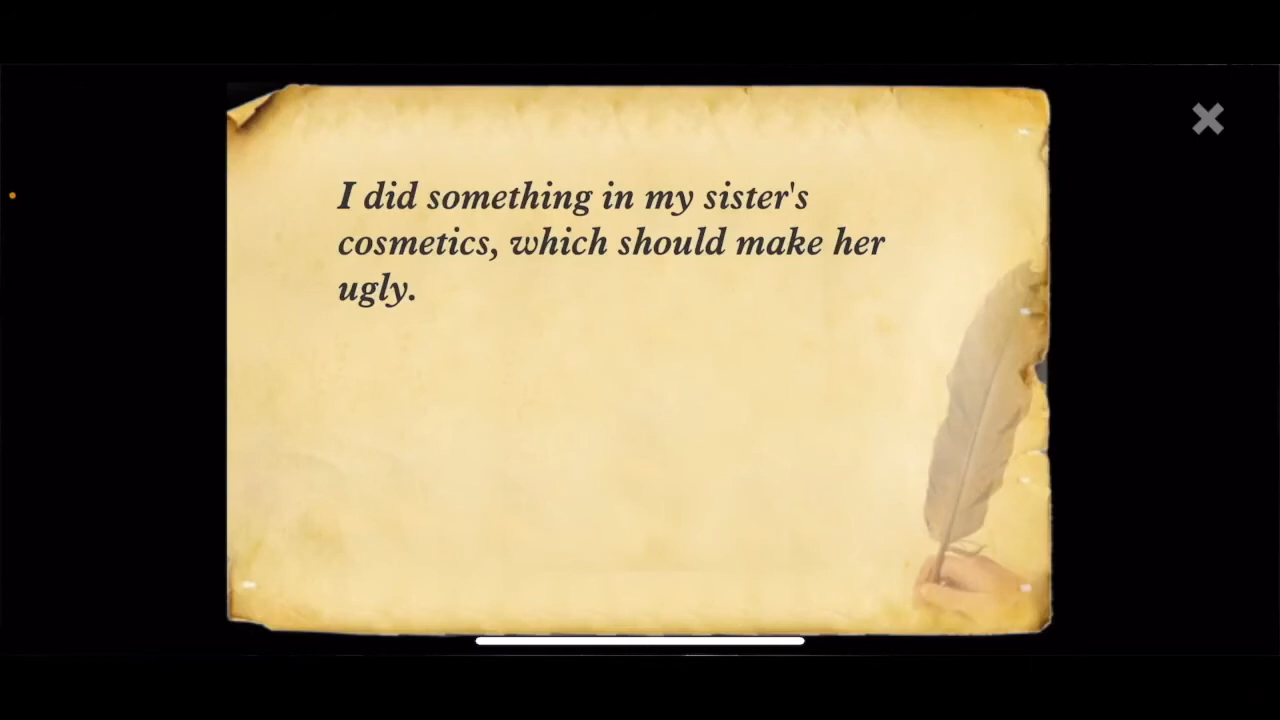 I did something in my sister's
cosmetics, which should make her
ugly.